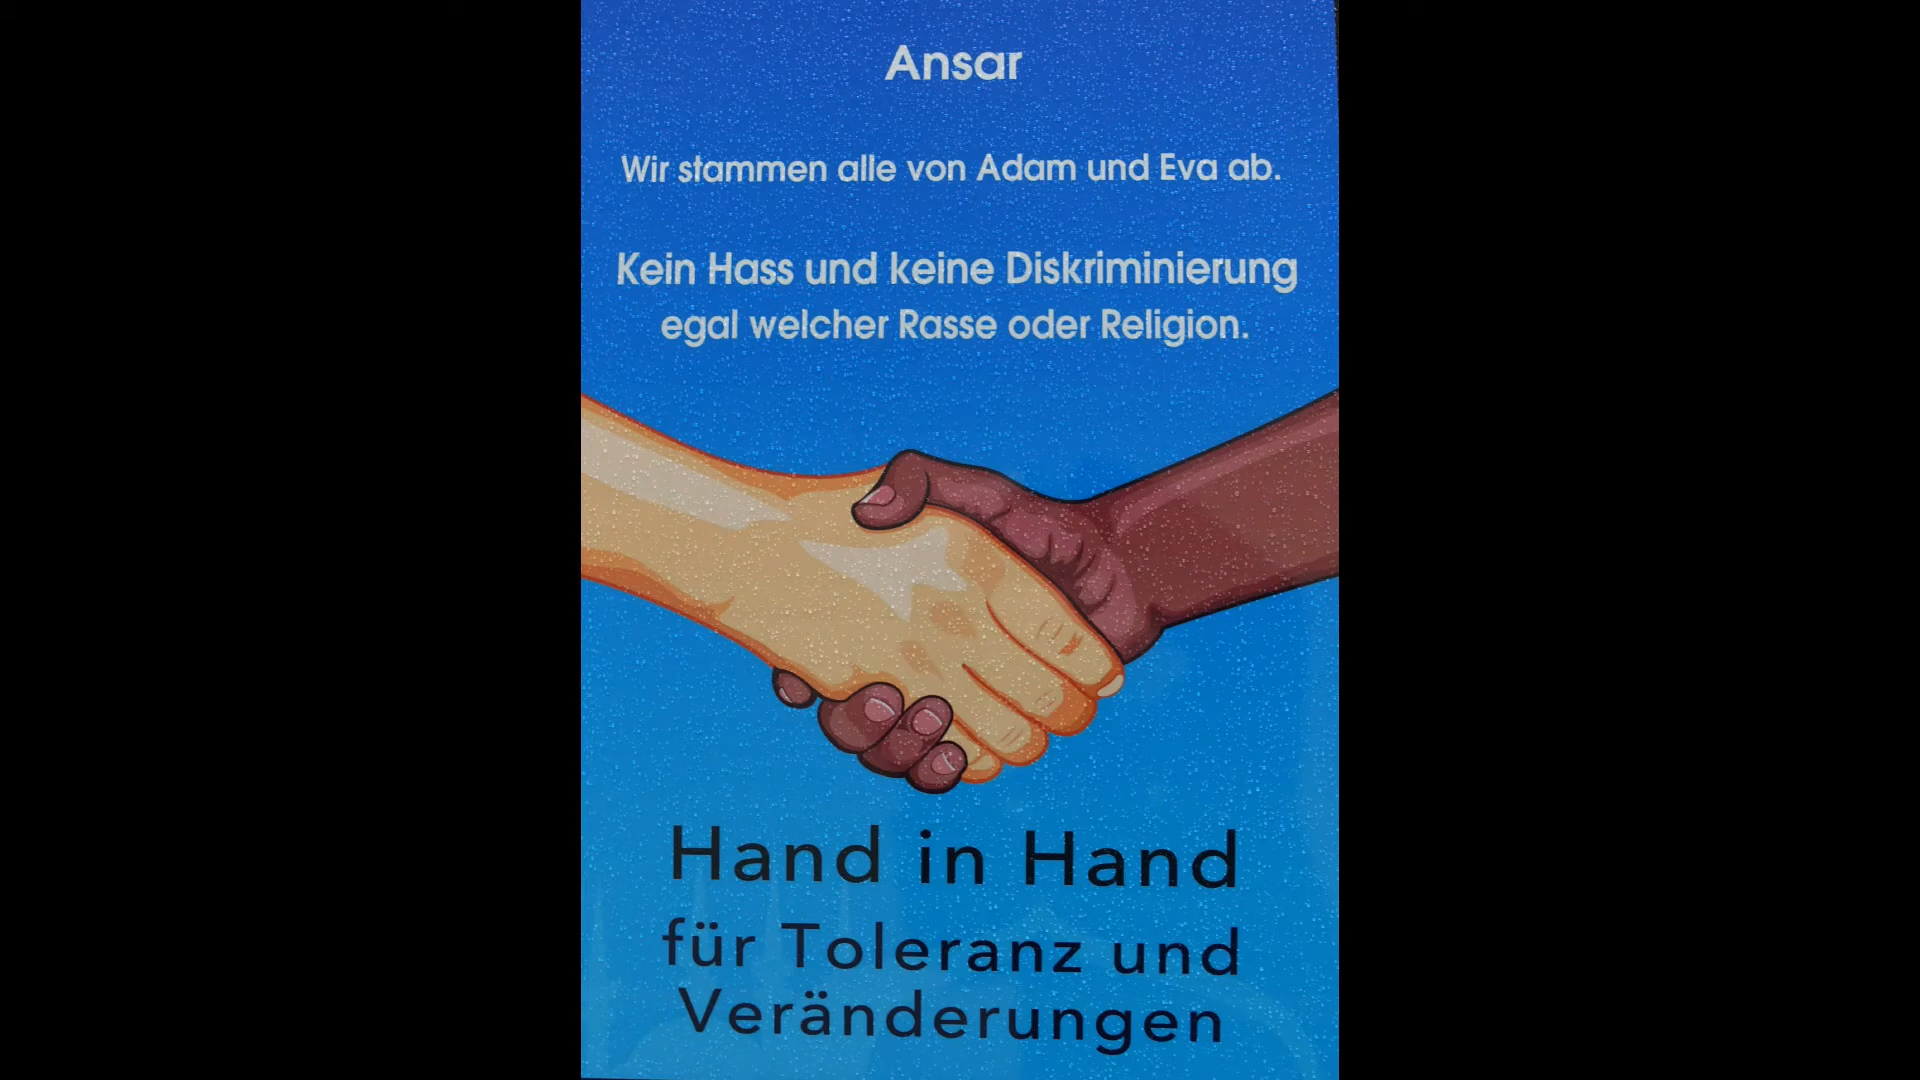 Ansar
Wir stammen alle von Adam und Eva ab.
Kein Hass und keine Diskriminierung
egal welcher Rasse oder Religion.
Hand in Hand
für Toleranz und
Veränderungen